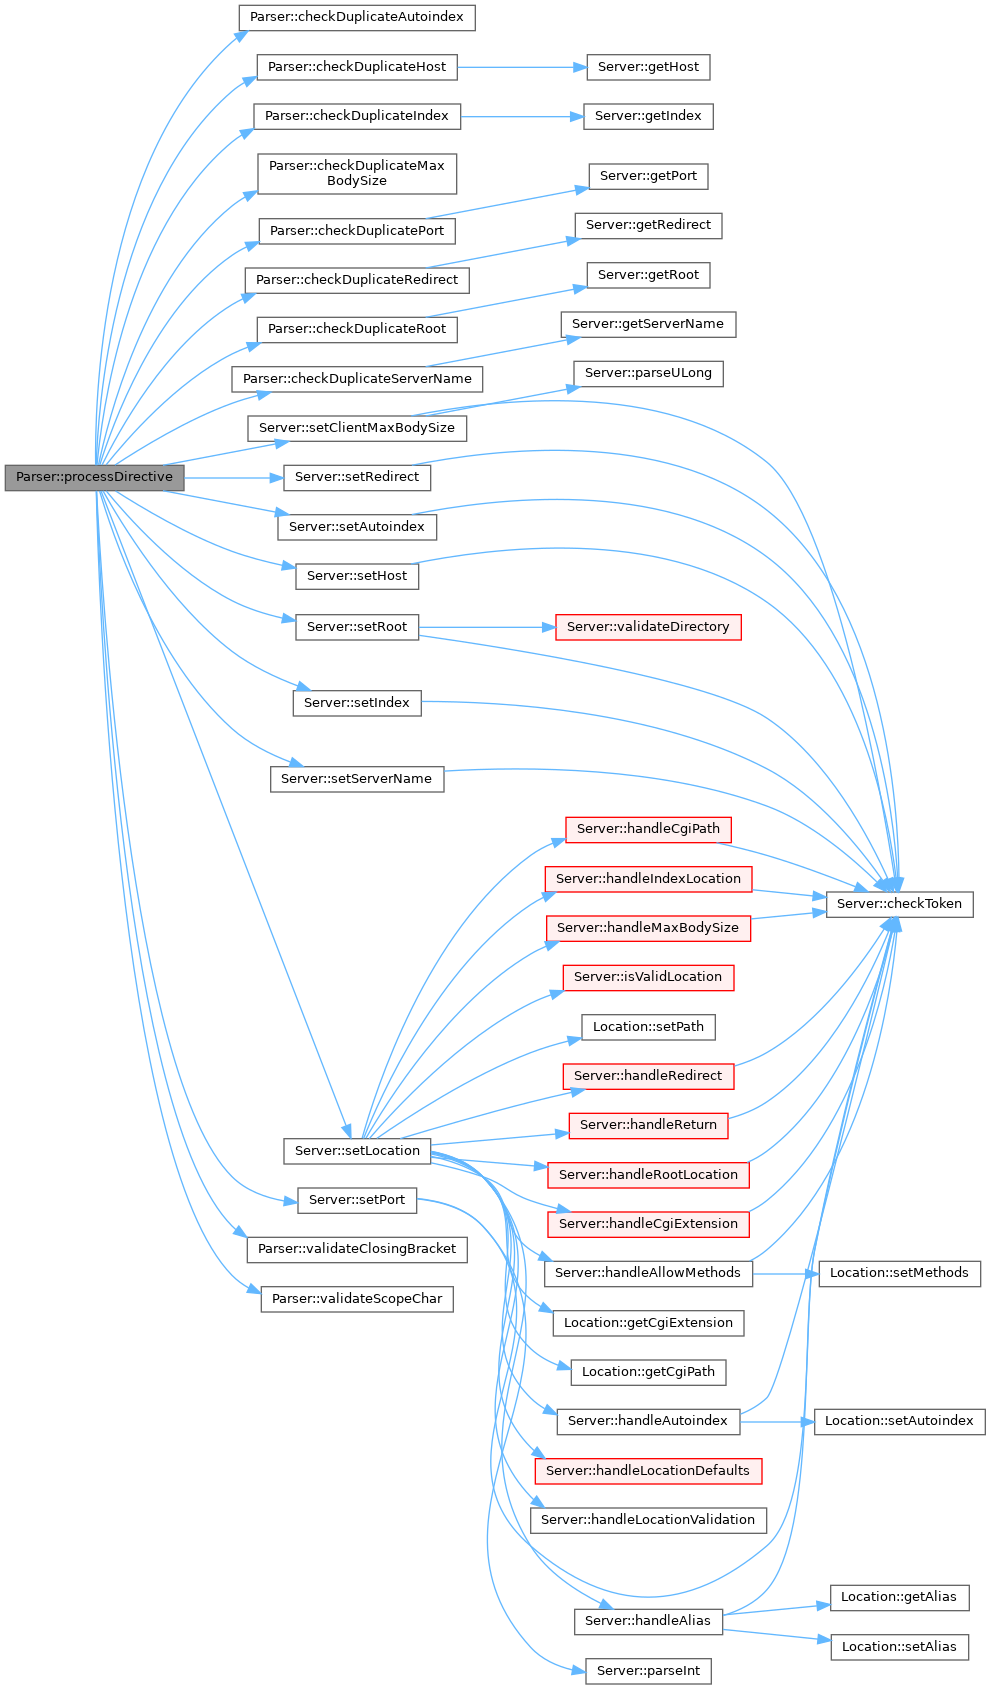 Parser::checkDuplicateAutoindex
Parser::checkDuplicateHost
Server::getHost
Parser::checkDuplicateIndex
Server::getIndex
Parser::checkDuplicateMax
BodySize
Server::getPort
Parser::checkDuplicatePort
Server::getRedirect
Parser::checkDuplicateRedirect
Server::getRoot
Parser::checkDuplicateRoot
Server::getServerName
Parser::checkDuplicateServerName
Server::parseULong
Server::setClientMaxBodySize
Parser::processDirective
Server::setRedirect
Server::setAutoindex
Server::setHost
Server::setRoot
Server::validateDirectory
Server::setIndex
Server::setServerName
Server::handleCgiPath
Server::handleIndexLocation
Server::checkToken
Server::handleMaxBodySize
Server::isValidLocation
Location::setPath
Server::handleRedirect
Server::handleReturn
Server::setLocation
Server::handleRootLocation
Server::setPort
Server::handleCgiExtension
Parser::validateClosingBracket
Server::handleAllowMethods
Location::setMethods
Parser::validateScopeChar
Location::getCgiExtension
Location::getCgiPath
Server::handleAutoindex
Location::setAutoindex
Server::handleLocationDefaults
Server::handleLocationValidation
Location::getAlias
Server::handleAlias
Location::setAlias
Server::parseInt